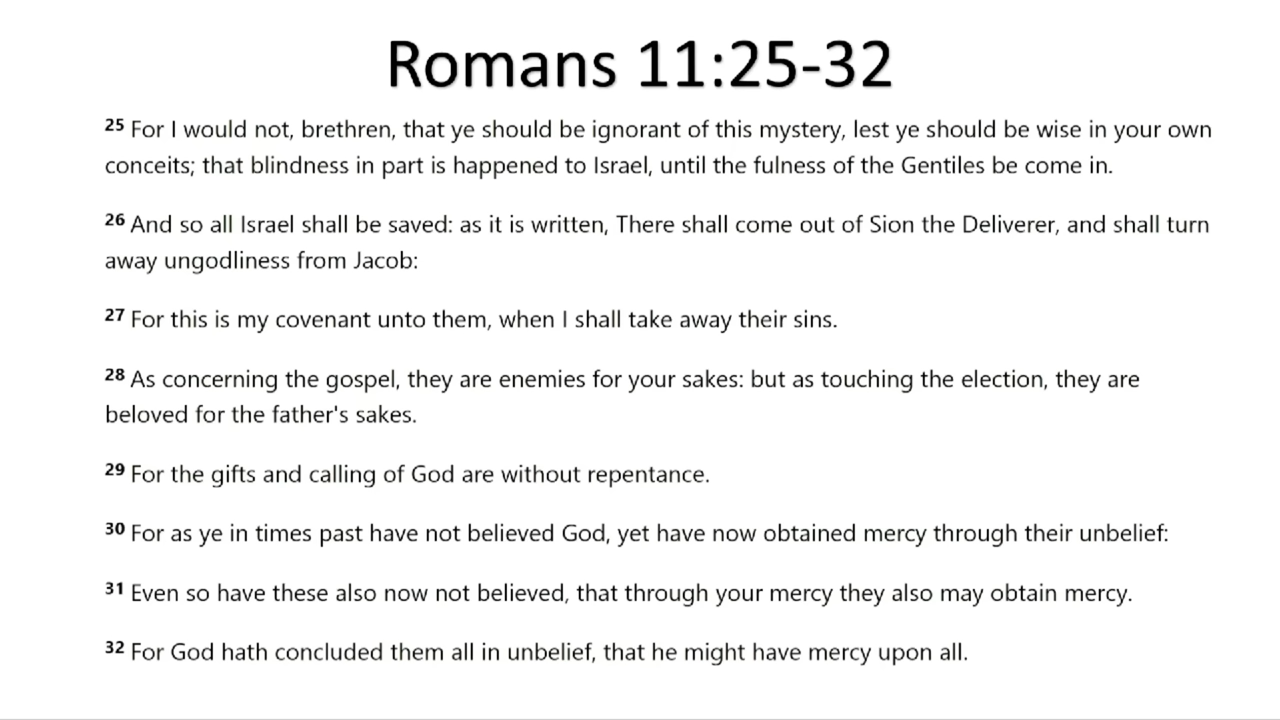 Romans 11:25-32
25 For I would not, brethren, that ye should be ignorant of this mystery, lest ye should be wise in your own
conceits; that blindness in part is happened to Israel, until the fulness of the Gentiles be come in.
26 And so all Israel shall be saved: as it is written, There shall come out of Sion the Deliverer, and shall turn
away ungodliness from Jacob:
27 For this is my covenant unto them, when I shall take away their sins.
28 As concerning the gospel, they are enemies for your sakes: but as touching the election, they are
beloved for the father's sakes.
29 For the gifts and calling of God are without repentance.
30 For as ye in times past have not believed God, yet have now obtained mercy through their unbelief:
31 Even so have these also now not believed, that through your mercy they also may obtain mercy.
32 For God hath concluded them all in unbelief, that he might have mercy upon all.